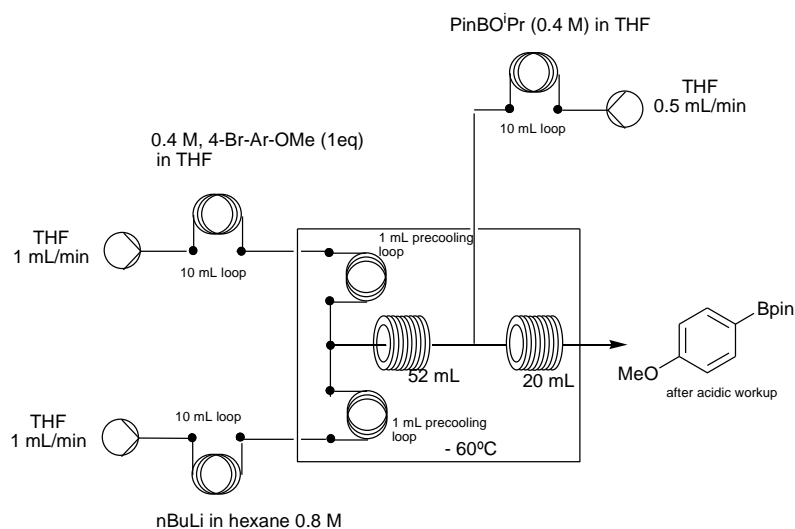 PinBOⁱPr (0.4 M) in THF
THF
0.5 mL/min
10 mL loop
0.4 M, 4-Br-Ar-OMe (1eq)
in THF
THF
1 mL/min
10 mL loop
1 mL precooling
loop
52 mL
20 mL
Bpin
MeO
after acidic workup
THF
1 mL/min
10 mL loop
1 mL precooling
loop
- 60ºC
nBuLi in hexane 0.8 M